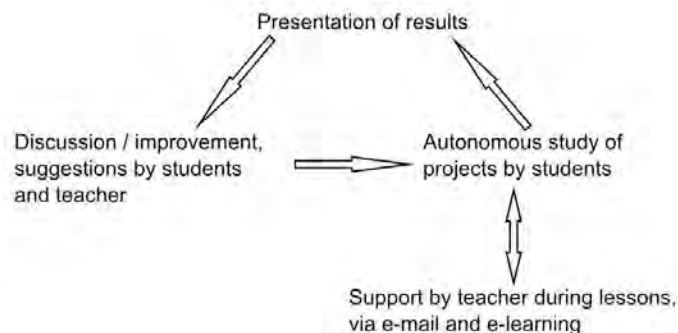 Presentation of results
Discussion / improvement,
suggestions by students
and teacher
Autonomous study of
projects by students
Support by teacher during lessons,
via e-mail and e-learning